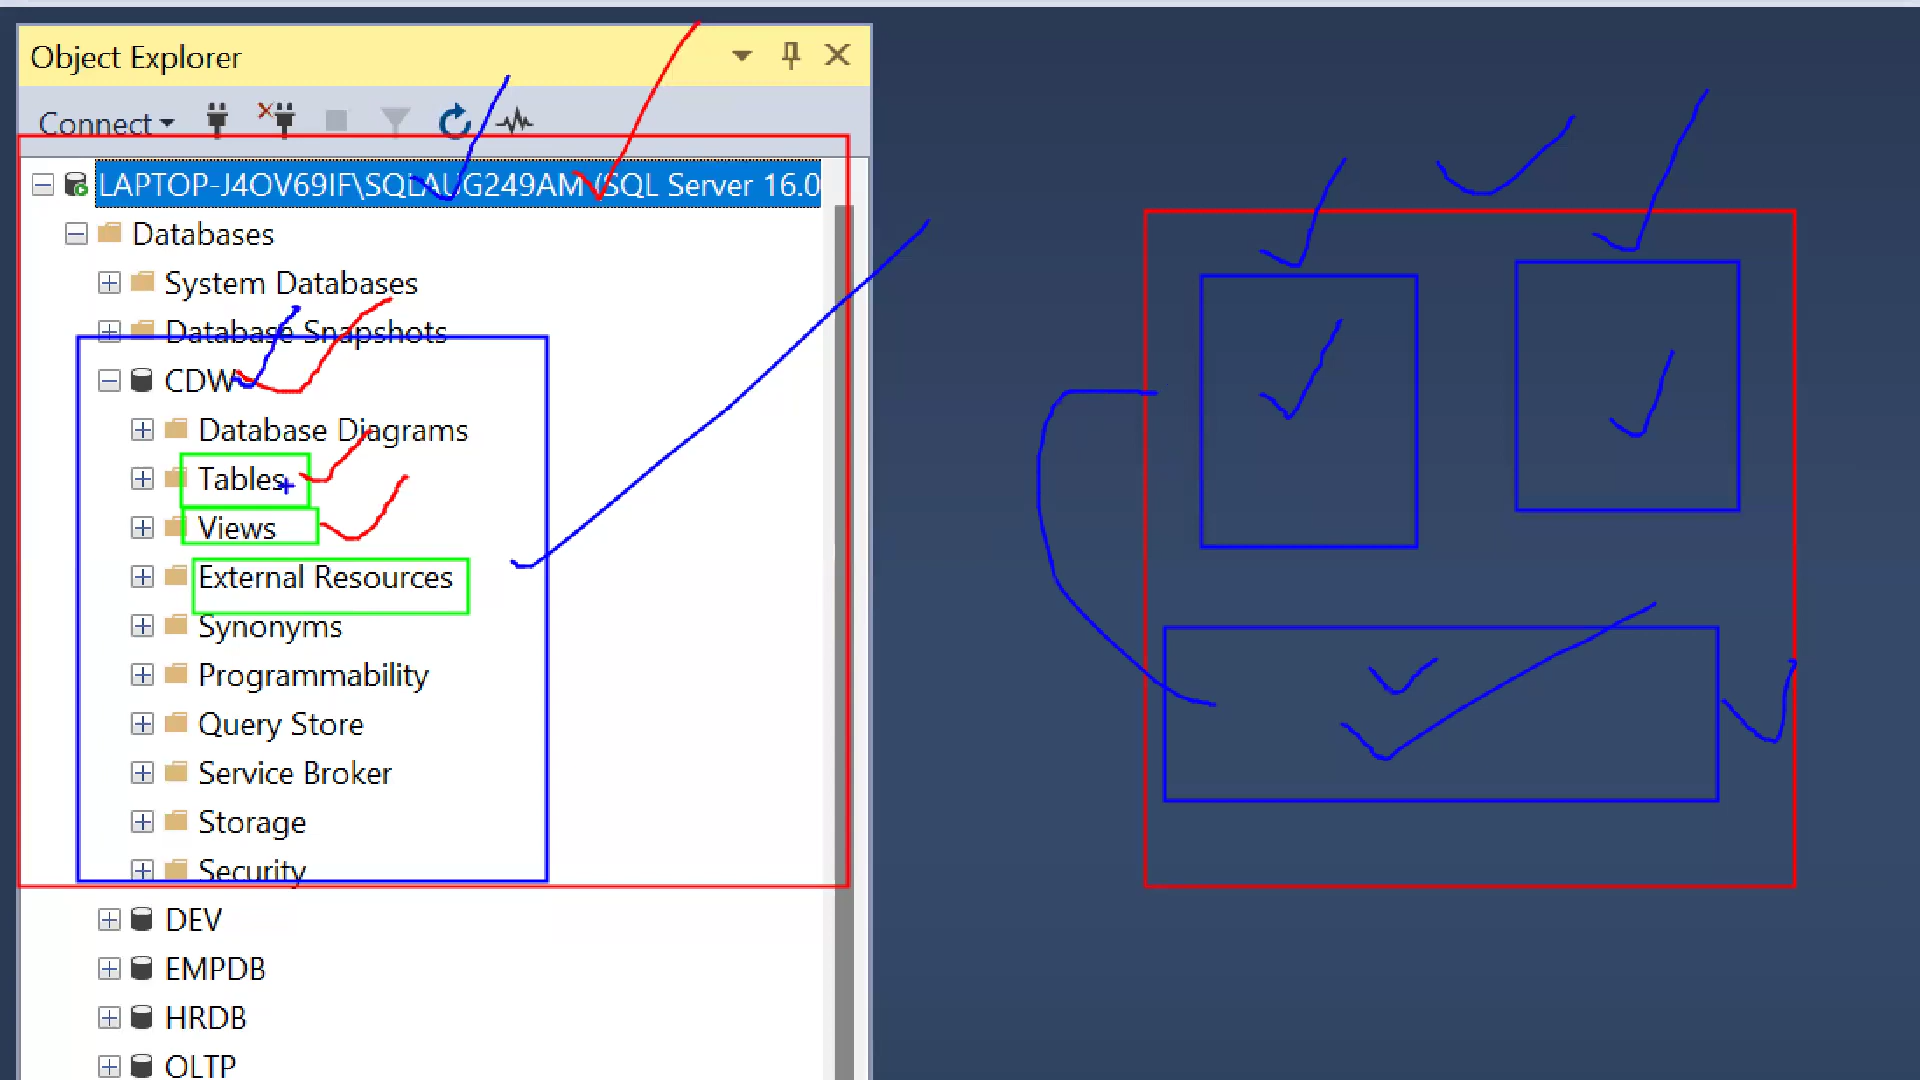 Object Explorer
Connect
LAPTOP-J4OV69IF\SQLAUG249AM (SQL Server 16.0
Databases
System Databases
Database Snapshots
CDW
Database Diagrams
Tables
Views
External Resources
Synonyms
Programmability
Query Store
Service Broker
Storage
Security
DEV
EMPDB
HRDB
OLTP